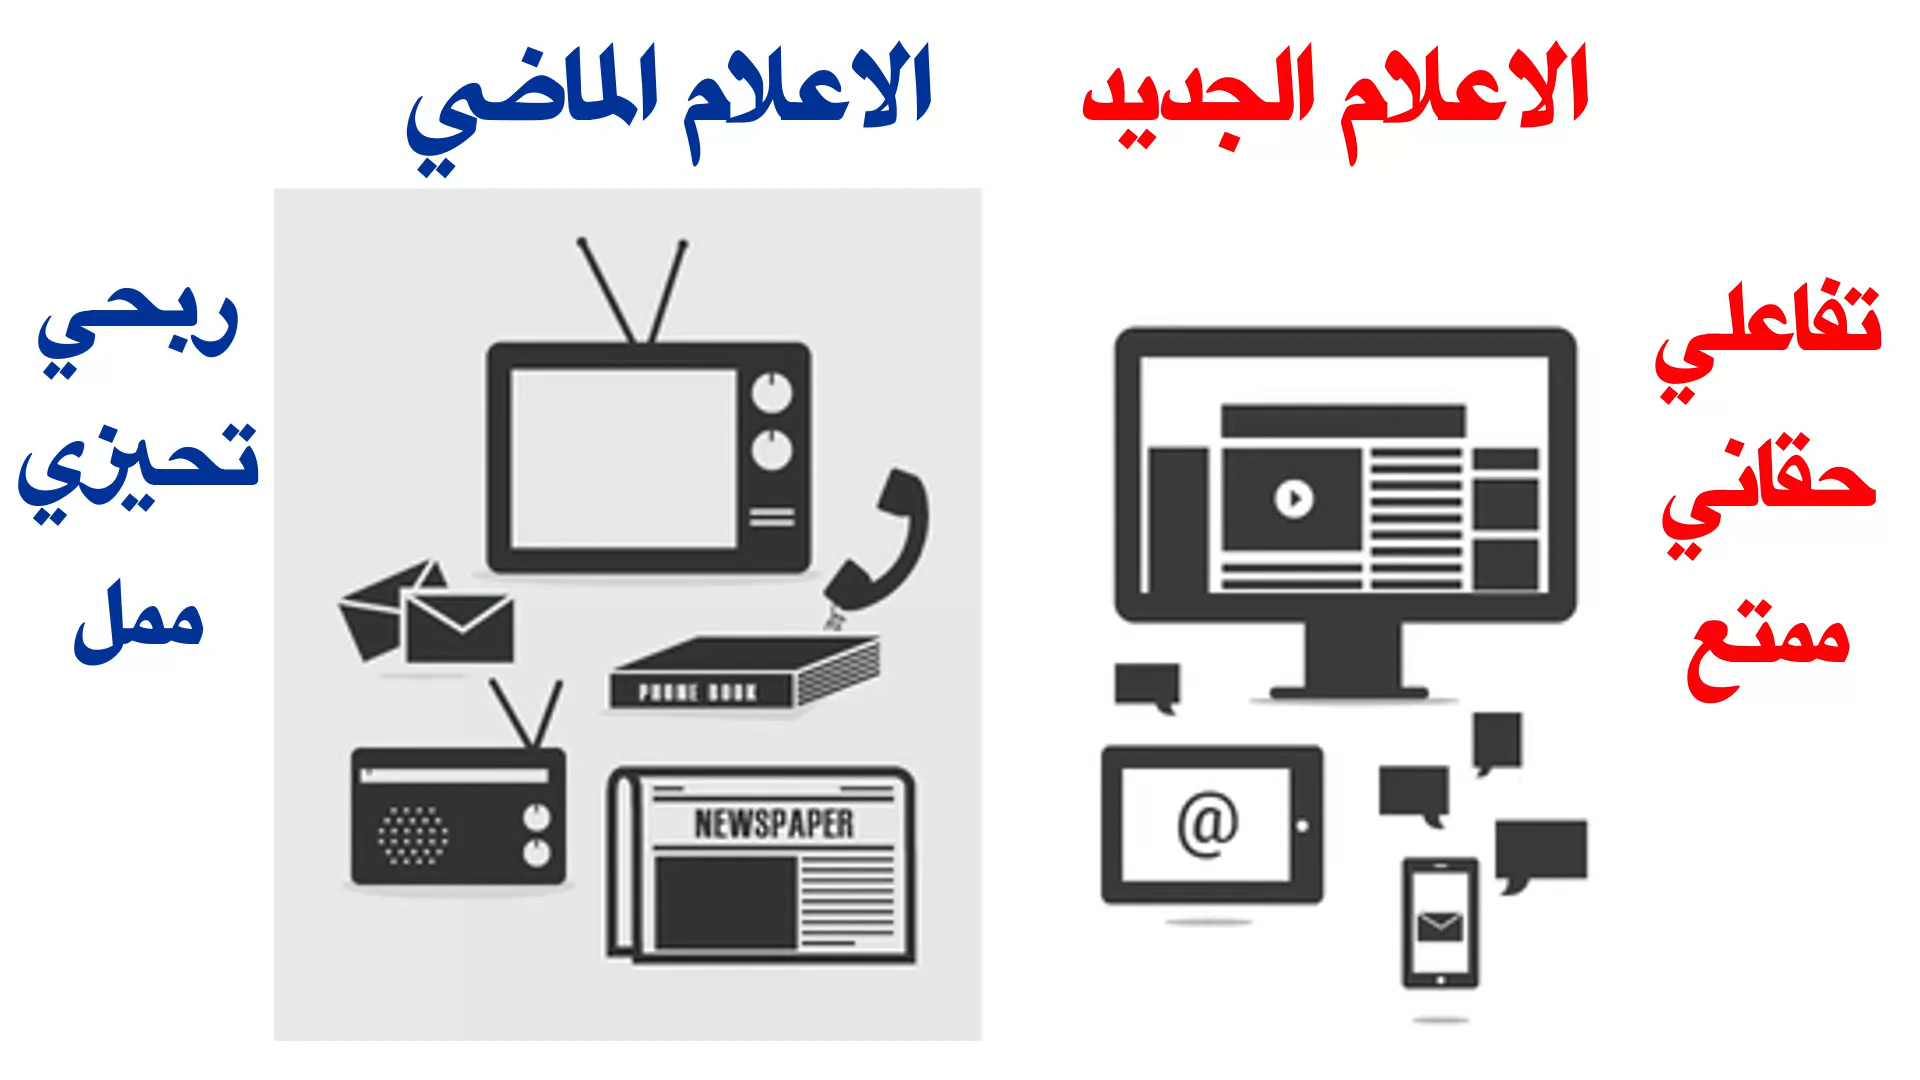 الاعلام الجديد
الاعلام الماضي
تفاعلي
حقاني
ممتع
ربحي
تحيزي
ممل
PHONE BOOK
NEWSPAPER
@